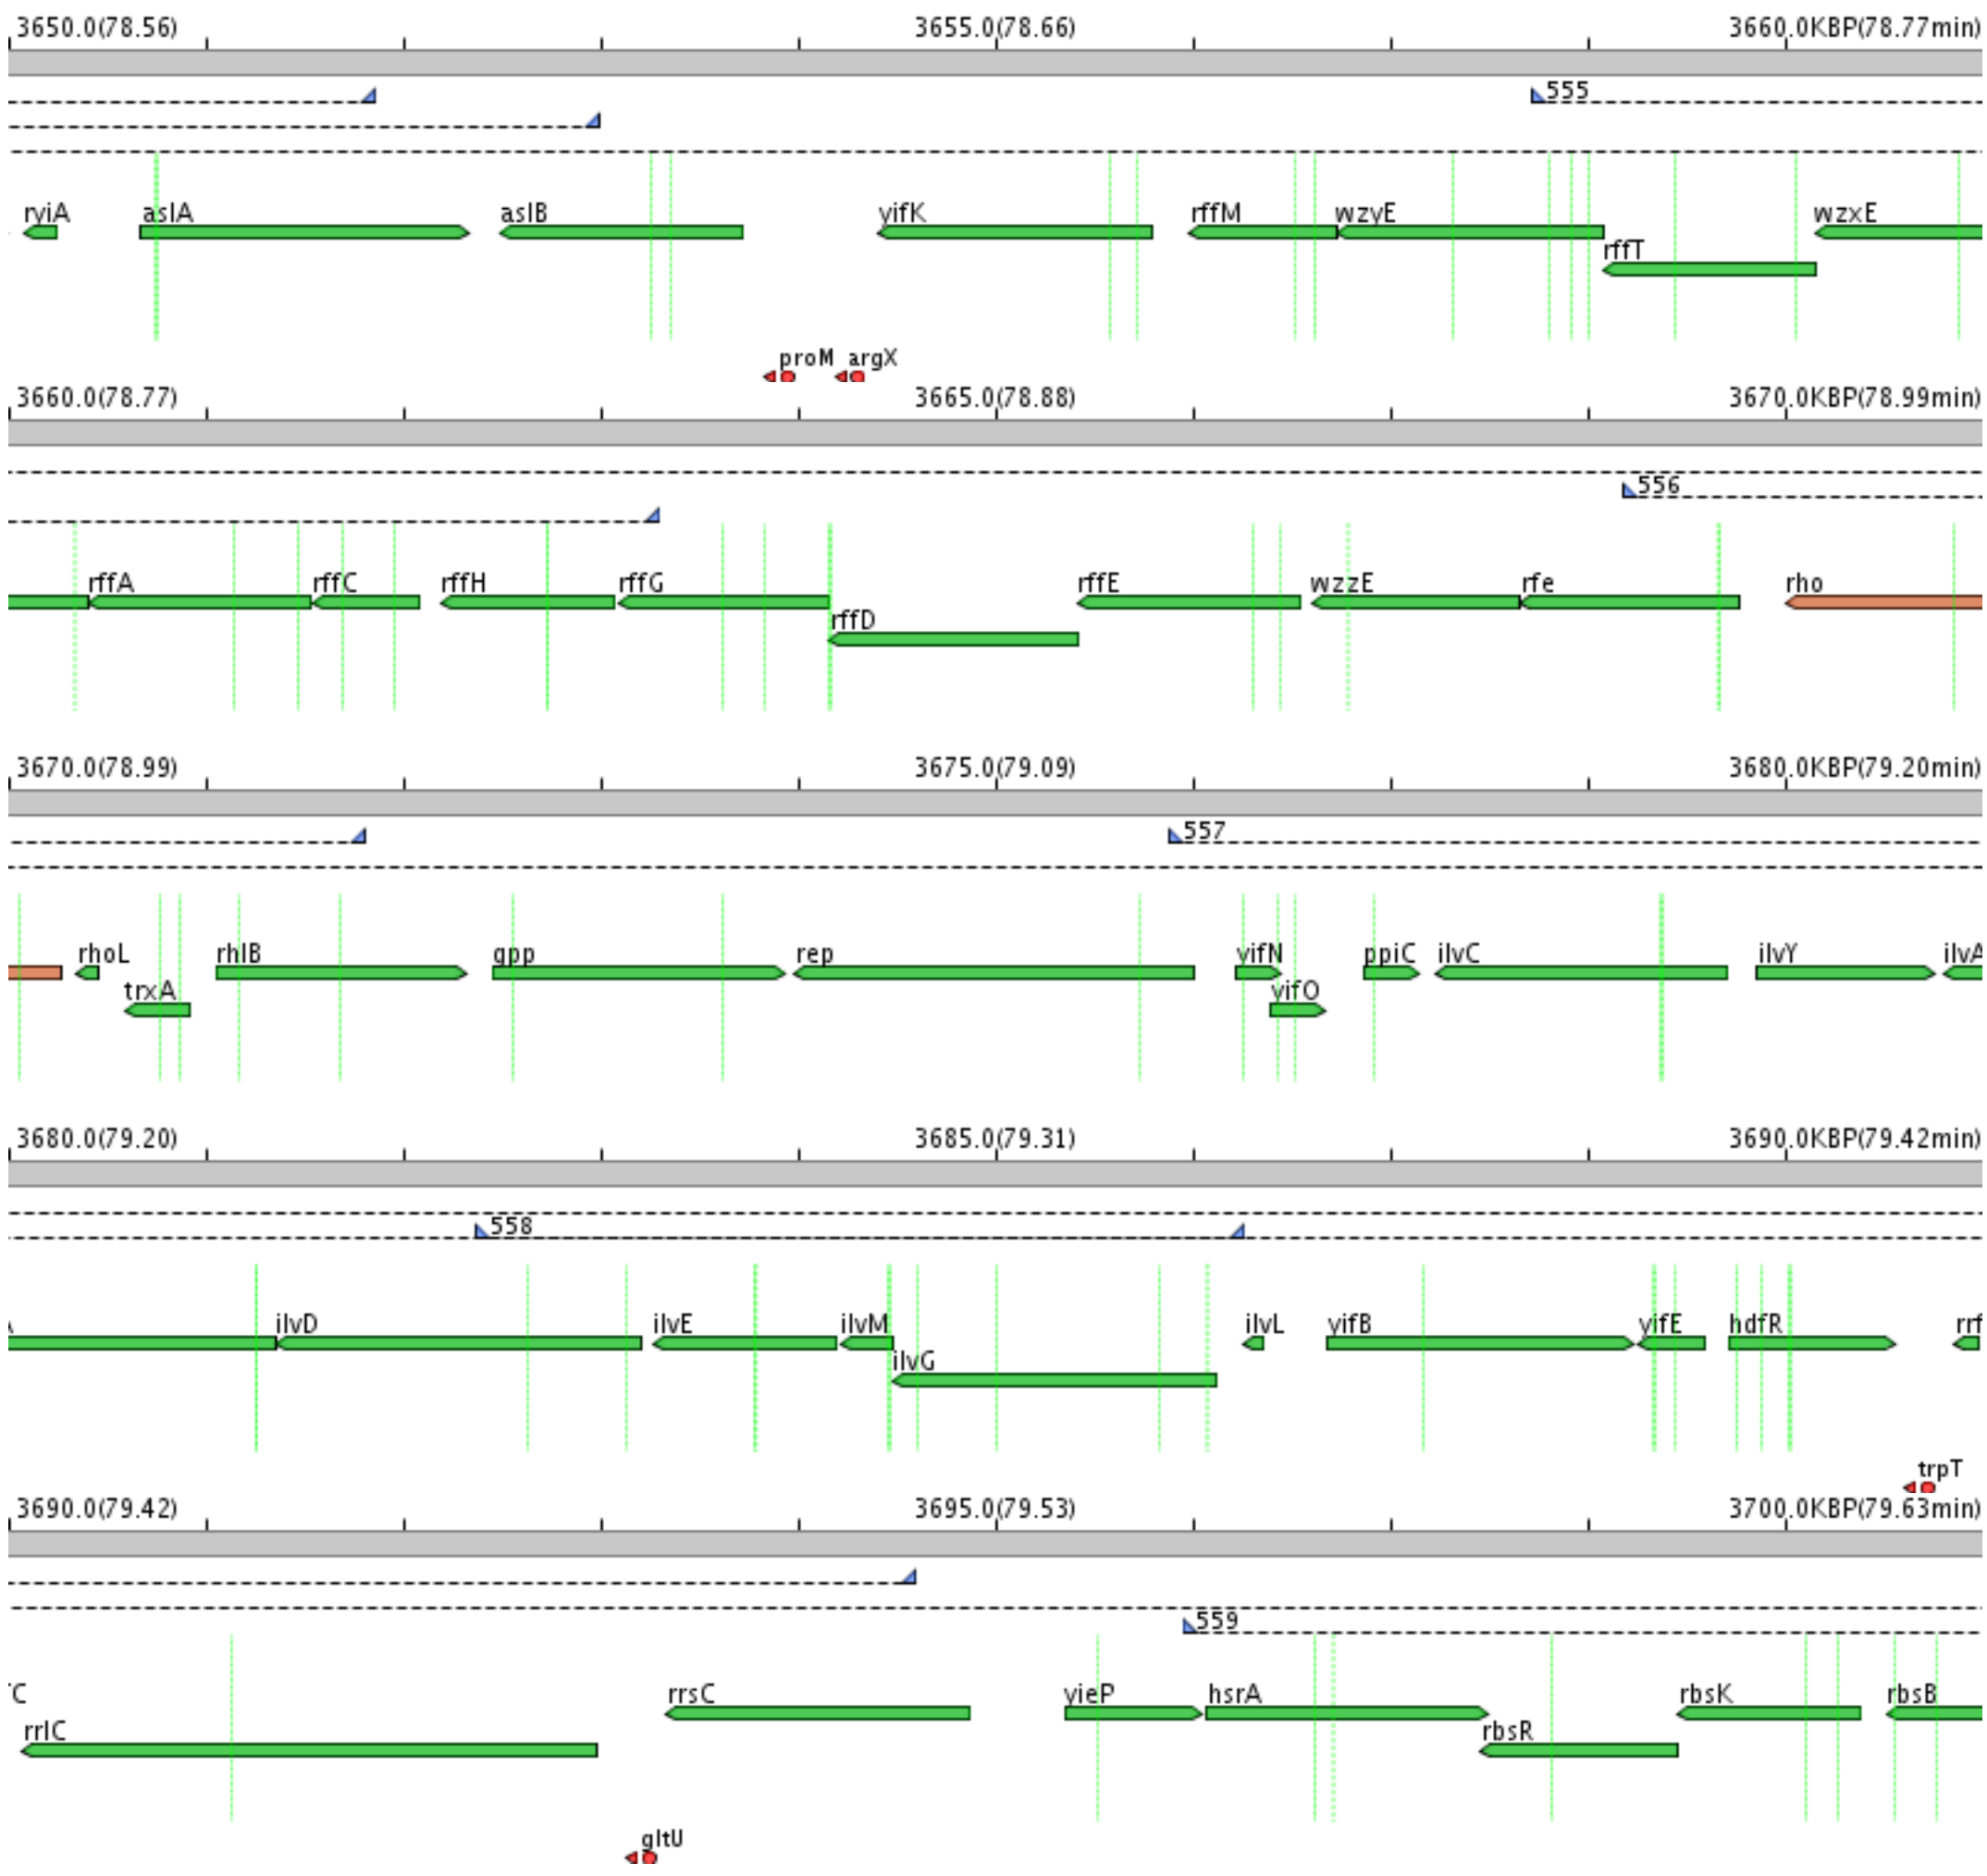 3650.0(78.56) 3655.0(78.66) 3660.0KBP(78.77min)
555
ryiA aslA aslB yifK rffM wzyE wzxE
rffT
proM argX
3660.0(78.77) 3665.0(78.88) 3670.0KBP(78.99min)
556
rffA rffC rffH rffG rffE wzzE rfe rho
rffD
3670.0(78.99) 3675.0(79.09) 3680.0KBP(79.20min)
557
rhoL rhlB gpp rep yifN ppiC ilvC ilvY ilvA
trxA yifO
3680.0(79.20) 3685.0(79.31) 3690.0KBP(79.42min)
558
ilvD ilvE ilvM ilvL yifB yifE hdfR rrf
ilvG
trpT
3690.0(79.42) 3695.0(79.53) 3700.0KBP(79.63min)
559
C rrsC yieP hsrA rbsK rbsB
rrlC rbsR
gltU